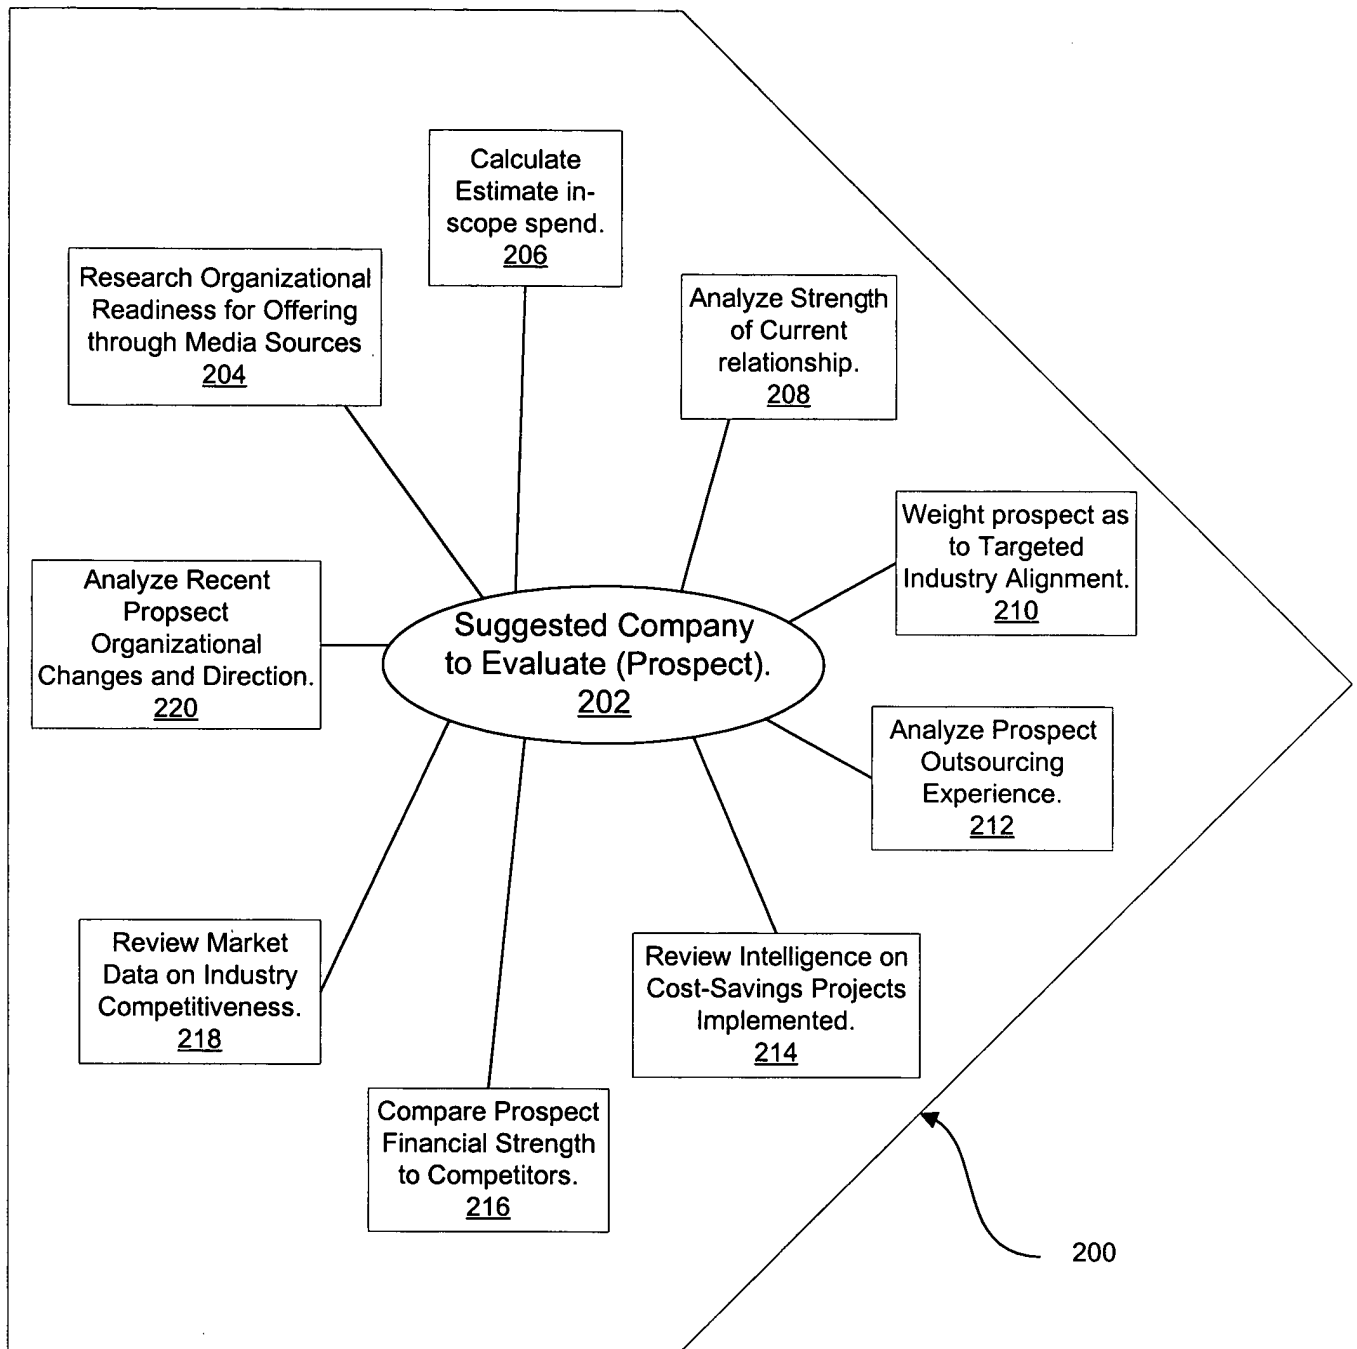 Calculate
Estimate in-
scope spend.
206
Research Organizational
Readiness for Offering
through Media Sources
204
Analyze Strength
of Current
relationship.
208
Weight prospect as
to Targeted
Industry Alignment.
210
Analyze Recent
Propsect
Organizational
Changes and Direction.
220
Suggested Company
to Evaluate (Prospect).
202
Analyze Prospect
Outsourcing
Experience.
212
Review Market
Data on Industry
Competitiveness.
218
Review Intelligence on
Cost-Savings Projects
Implemented.
214
Compare Prospect
Financial Strength
to Competitors.
216
200